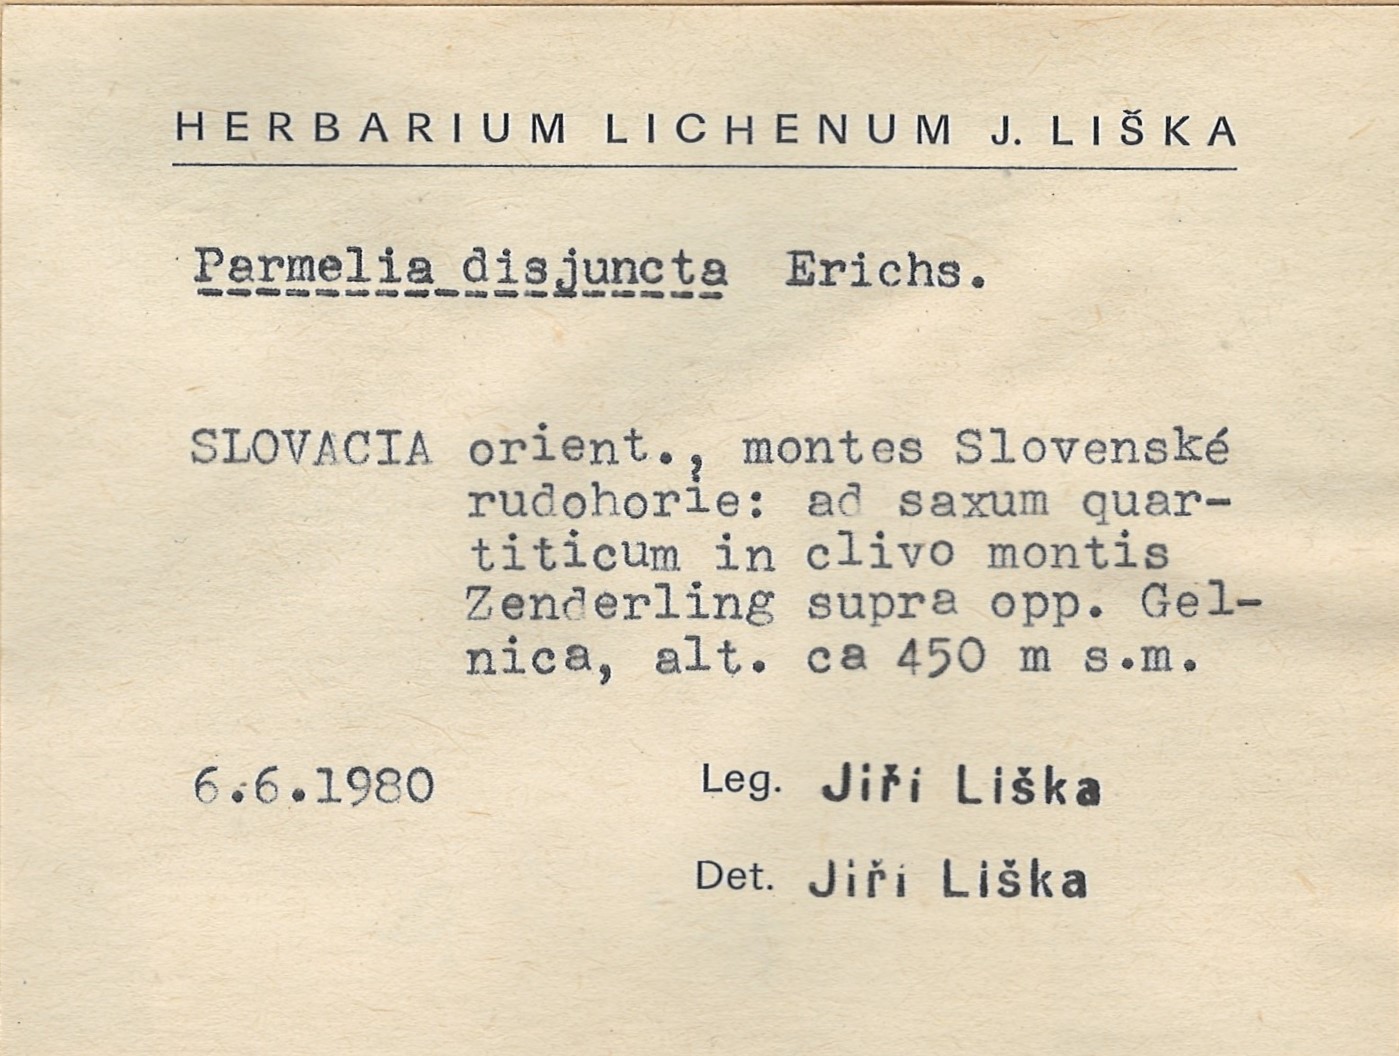 HERBARIUM LICHENUM J. LIŠKA
Parmelia disjuncta Erichs.
SLOVACIA orient., montes Slovenské
rudohorie: ad saxum quar-
titicum in clivo montis
Zenderling supra opp. Gel-
nica, alt. ca 450 m s.m.
6.6.1980 Leg. Jiří Liška
Det. Jiří Liška